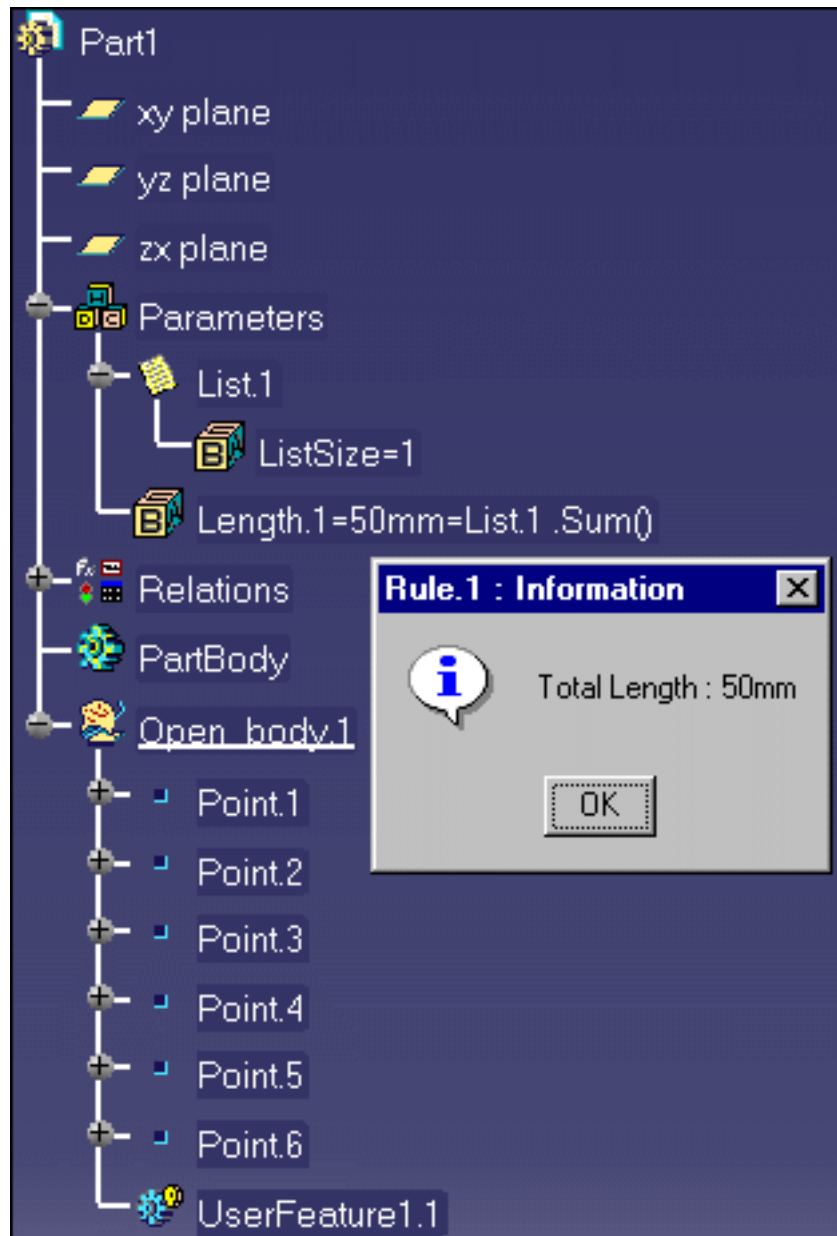 Part1
xy plane
yz plane
zx plane
Parameters
List.1
ListSize=1
Length.1=50mm=List.1 .Sum()
Relations
PartBody
Open_body.1
Point.1
Point.2
Point.3
Point.4
Point.5
Point.6
UserFeature1.1
Rule.1 : Information
Total Length : 50mm
OK